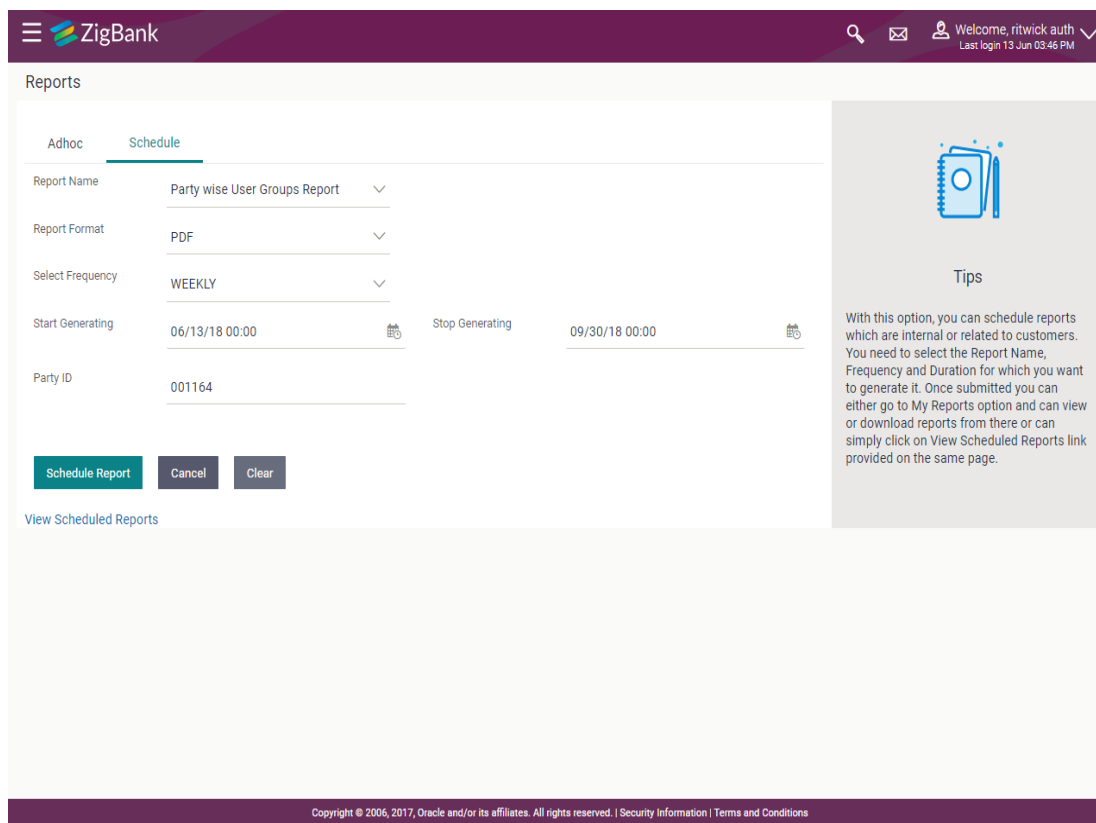 ZigBank
Welcome, ritwick auth
Last login 13 Jun 03:46 PM
Reports
Adhoc
Schedule
Report Name
Party wise User Groups Report
Report Format
PDF
Select Frequency
WEEKLY
Start Generating
06/13/18 00:00
Stop Generating
09/30/18 00:00
Party ID
001164
Schedule Report
Cancel
Clear
View Scheduled Reports
Tips
With this option, you can schedule reports
which are internal or related to customers.
You need to select the Report Name,
Frequency and Duration for which you want
to generate it. Once submitted you can
either go to My Reports option and can view
or download reports from there or can
simply click on View Scheduled Reports link
provided on the same page.
Copyright © 2006, 2017, Oracle and/or its affiliates. All rights reserved. | Security Information | Terms and Conditions